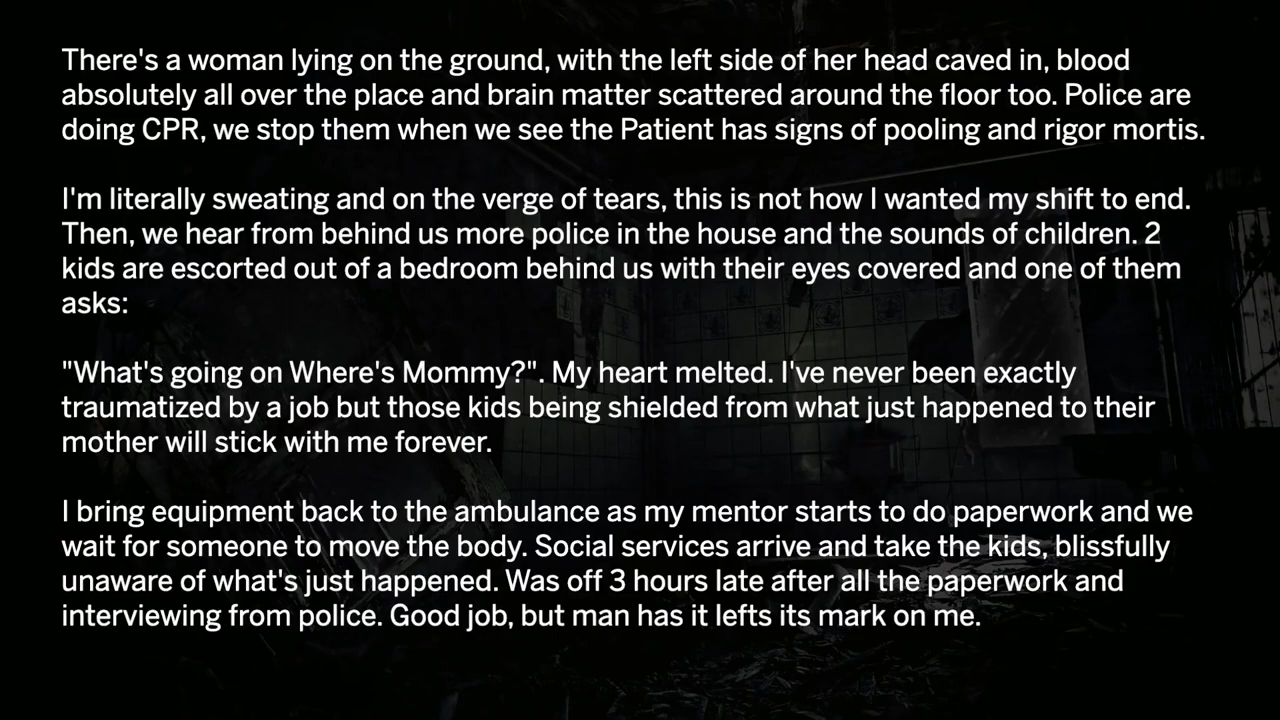 There's a woman lying on the ground, with the left side of her head caved in, blood
absolutely all over the place and brain matter scattered around the floor too. Police are
doing CPR, we stop them when we see the Patient has signs of pooling and rigor mortis.
I'm literally sweating and on the verge of tears, this is not how I wanted my shift to end.
Then, we hear from behind us more police in the house and the sounds of children. 2
kids are escorted out of a bedroom behind us with their eyes covered and one of them
asks:
"What's going on Where's Mommy?". My heart melted. I've never been exactly
traumatized by a job but those kids being shielded from what just happened to their
mother will stick with me forever.
I bring equipment back to the ambulance as my mentor starts to do paperwork and we
wait for someone to move the body. Social services arrive and take the kids, blissfully
unaware of what's just happened. Was off 3 hours late after all the paperwork and
interviewing from police. Good job, but man has it lefts its mark on me.